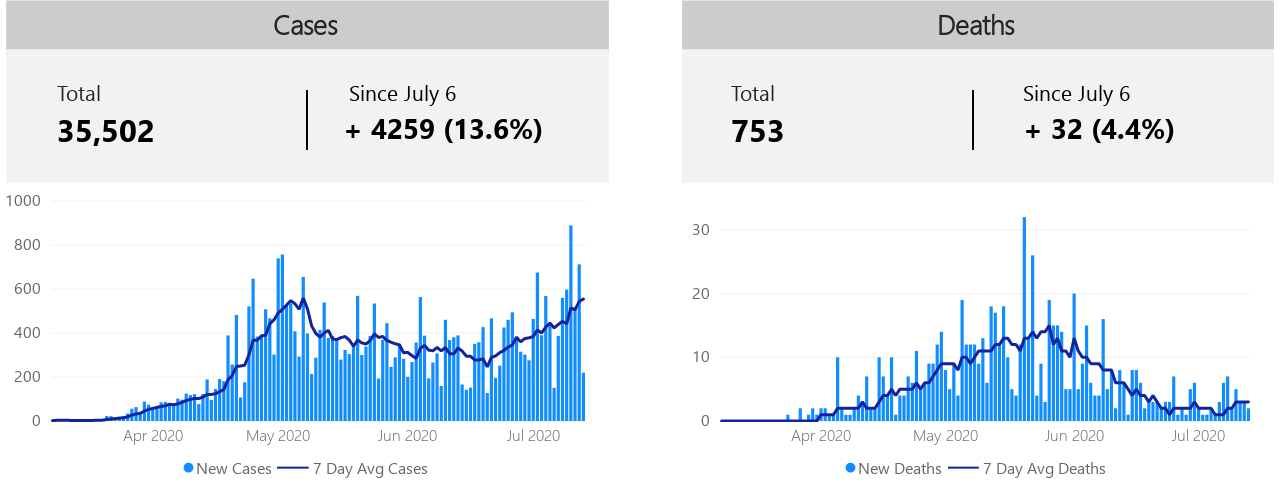 Cases
Total
Since July 6
35,502
+ 4259 (13.6%)
1000
800
600
400
200
0
Apr 2020
May 2020
Jun 2020
Jul 2020
New Cases
7 Day Avg Cases
Deaths
Total
Since July 6
753
+ 32 (4.4%)
30
20
10
0
Apr 2020
May 2020
Jun 2020
Jul 2020
New Deaths
7 Day Avg Deaths